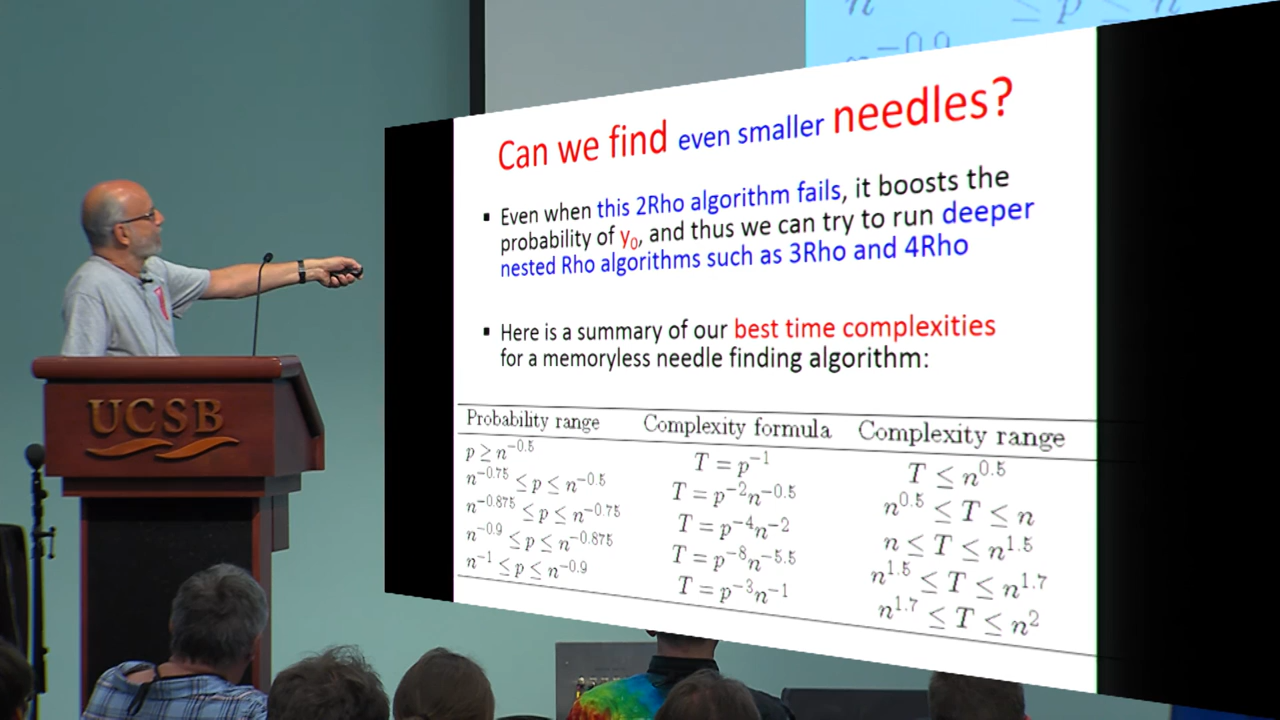 Can we find even smaller needles?
▪ Even when this 2Rho algorithm fails, it boosts the
probability of y₀, and thus we can try to run deeper
nested Rho algorithms such as 3Rho and 4Rho
▪ Here is a summary of our best time complexities
for a memoryless needle finding algorithm:
Probability range Complexity formula Complexity range
p ≥ n^{-0.5} T = p^{-1} T ≤ n^{0.5}
n^{-0.75} ≤ p ≤ n^{-0.5} T = p^{-2}n^{-0.5} n^{0.5} ≤ T ≤ n
n^{-0.875} ≤ p ≤ n^{-0.75} T = p^{-4}n^{-2} n ≤ T ≤ n^{1.5}
n^{-0.9} ≤ p ≤ n^{-0.875} T = p^{-8}n^{-5.5} n^{1.5} ≤ T ≤ n^{1.7}
n^{-1} ≤ p ≤ n^{-0.9} T = p^{-3}n^{-1} n^{1.7} ≤ T ≤ n^{2}
UCSB